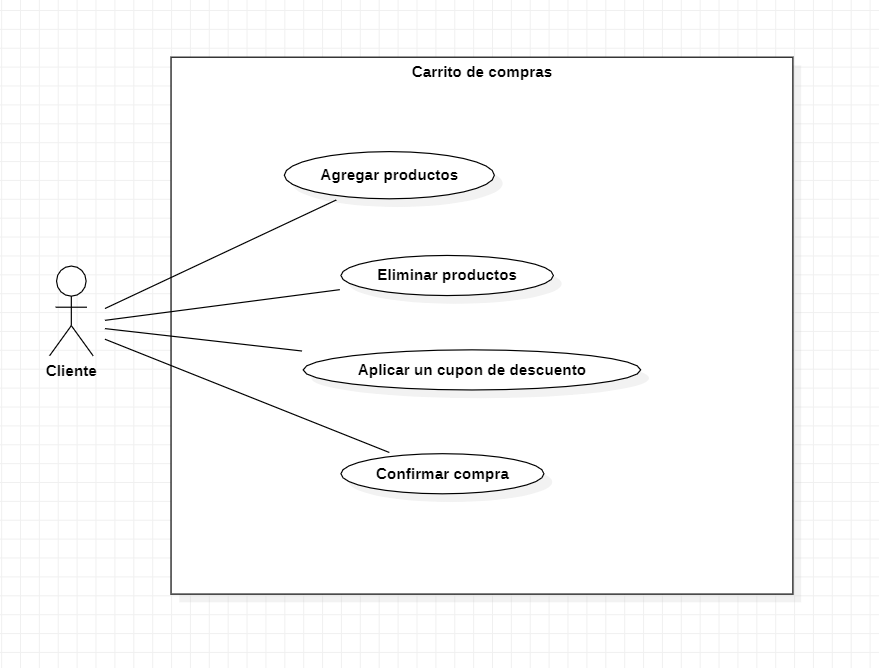 Carrito de compras
Agregar productos
Eliminar productos
Aplicar un cupon de descuento
Confirmar compra
Cliente